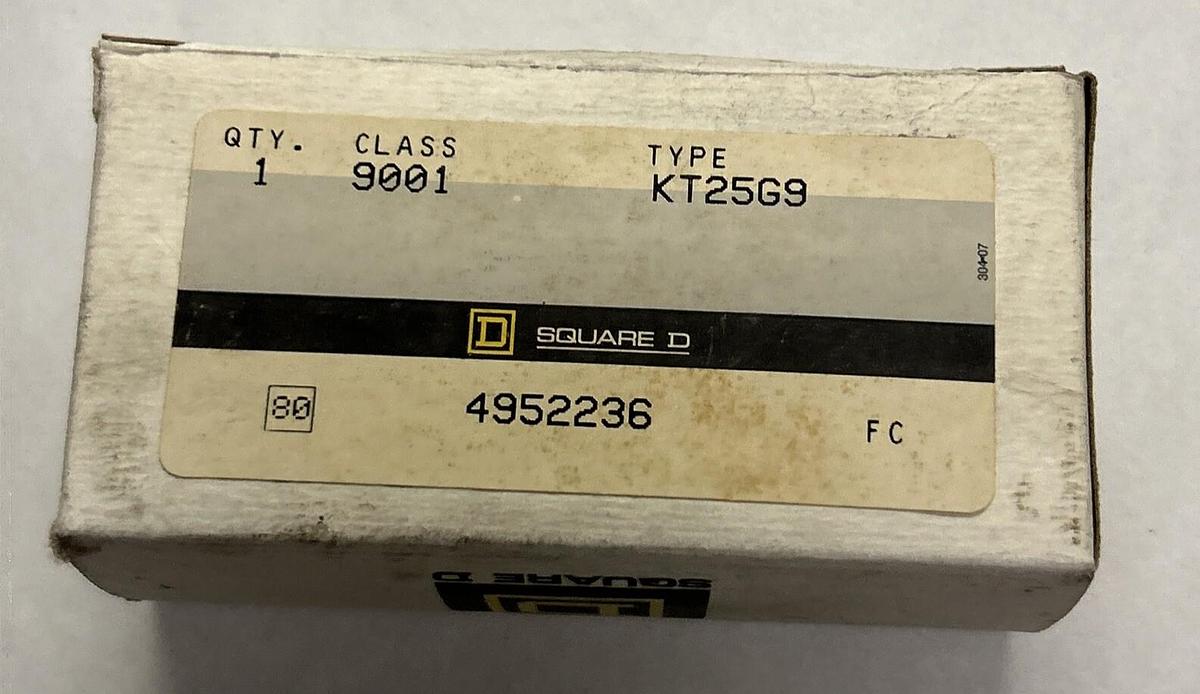 QTY. CLASS TYPE
1 9001 KT25G9
304-07
D SQUARE D
80 4952236 FC
SQUARE D